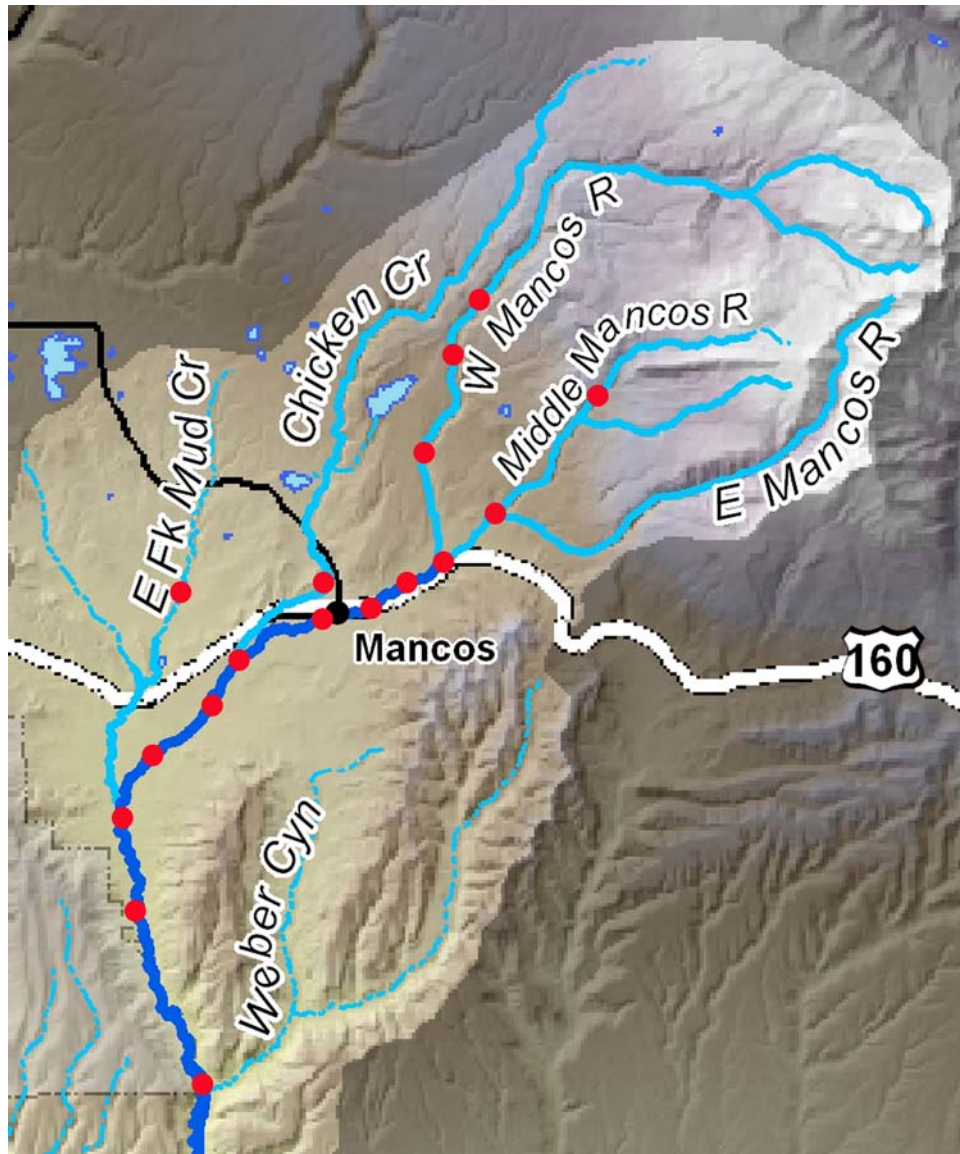 Chicken Cr
W Mancos R
Middle Mancos R
E Mancos R
E Fk Mud Cr
Mancos
160
Weber Cyn